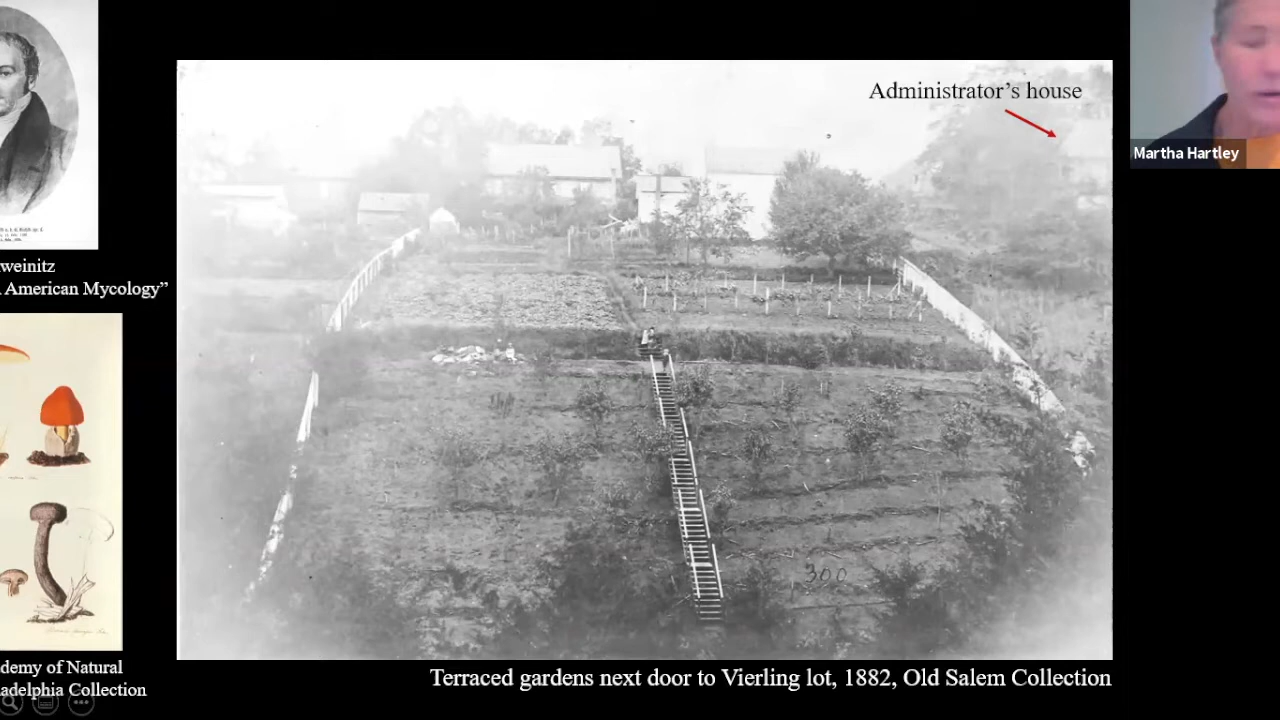 Administrator’s house
Martha Hartley
weinitz
American Mycology”
300
demy of Natural
adelphia Collection
Terraced gardens next door to Vierling lot, 1882, Old Salem Collection